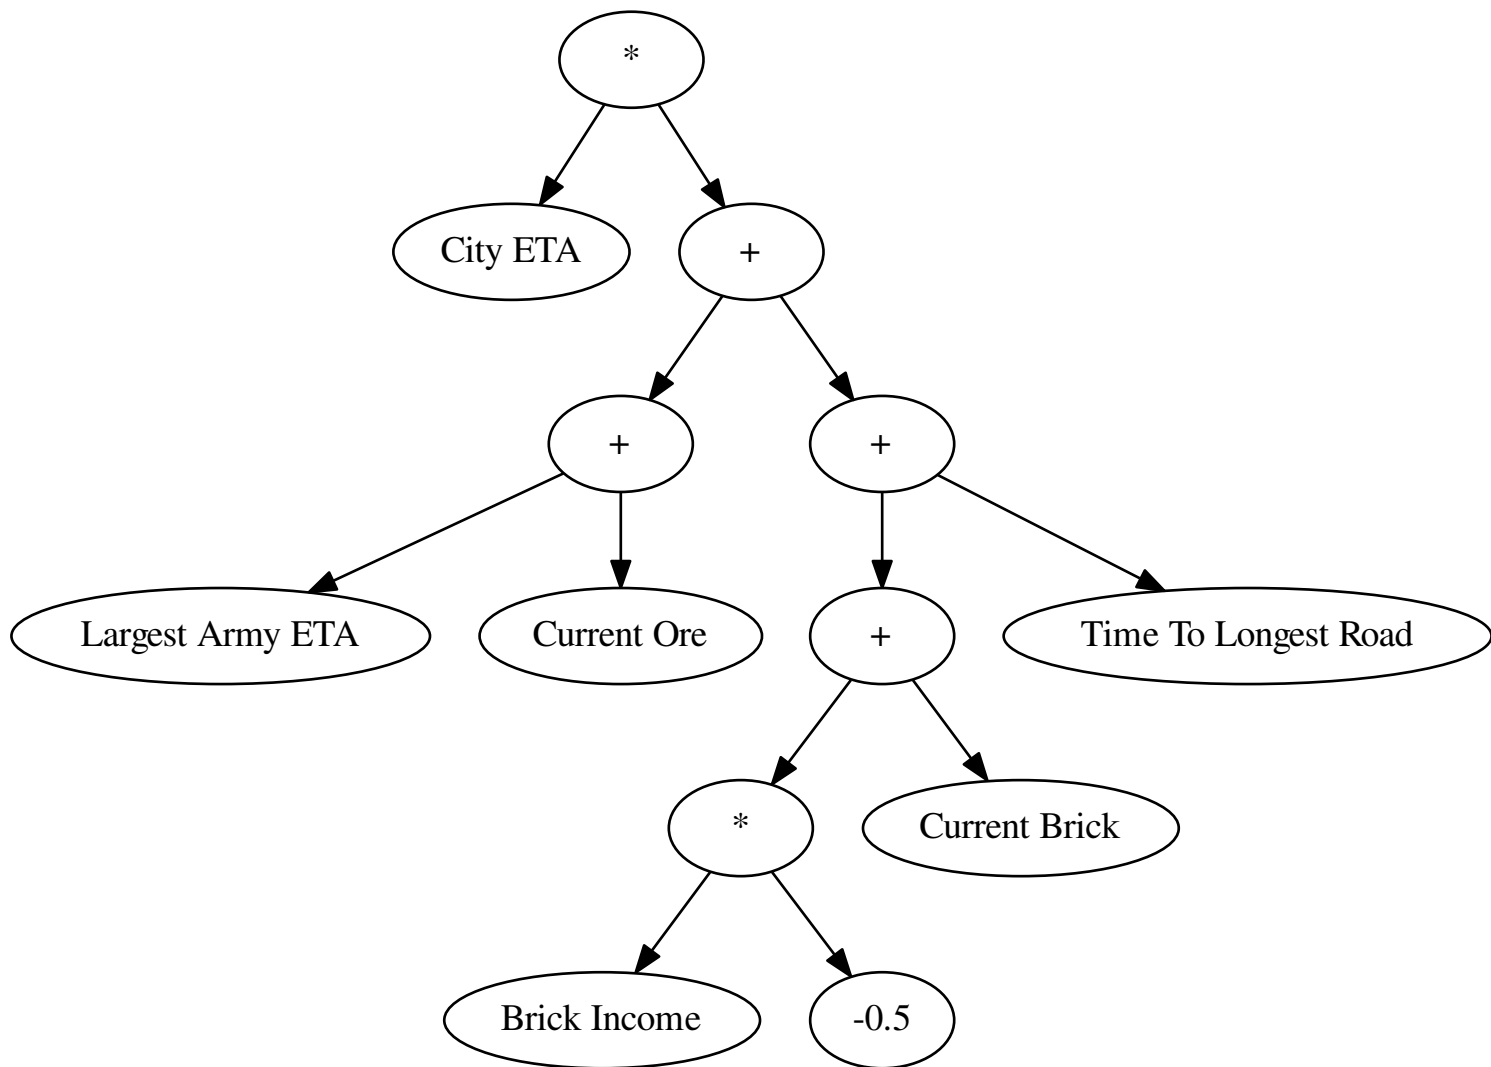 *
City ETA
+
+
+
Largest Army ETA
Current Ore
+
Time To Longest Road
*
Current Brick
Brick Income
-0.5